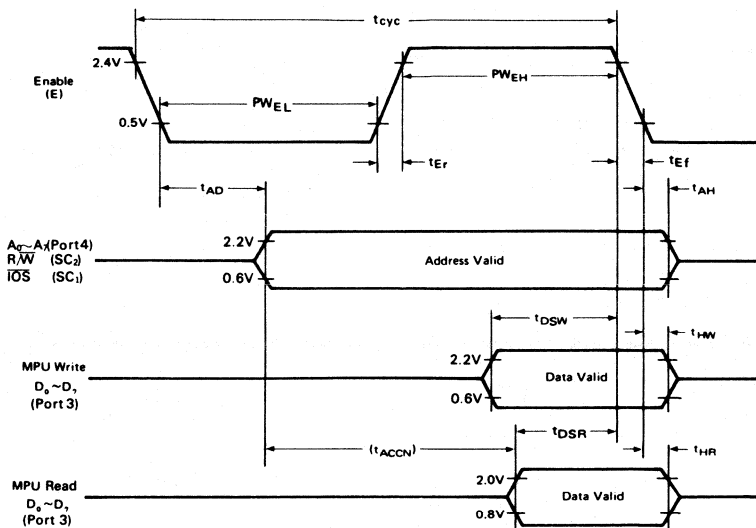 tcyc
Enable
(E)
2.4V
PWEH
PWEL
0.5V
tEr
tEf
tAD
tAH
A0~A7(Port4)
R/W (SC2)
IOS (SC1)
2.2V
0.6V
Address Valid
tDSW
tHW
MPU Write
D0~D7
(Port 3)
2.2V
0.6V
Data Valid
tDSR
(tACCN)
tHR
MPU Read
D0~D7
(Port 3)
2.0V
0.8V
Data Valid